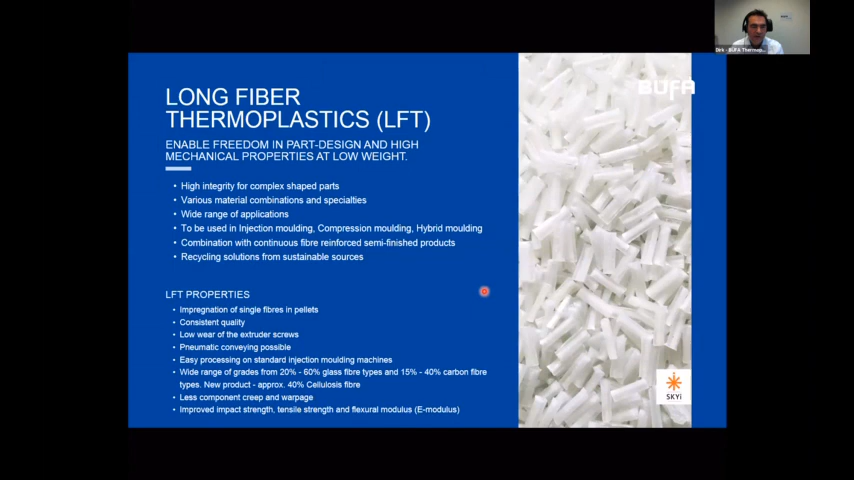 Dirk - BÜFA Thermop...
BÜFA
LONG FIBER
THERMOPLASTICS (LFT)
ENABLE FREEDOM IN PART-DESIGN AND HIGH
MECHANICAL PROPERTIES AT LOW WEIGHT.
• High integrity for complex shaped parts
• Various material combinations and specialties
• Wide range of applications
• To be used in Injection moulding, Compression moulding, Hybrid moulding
• Combination with continuous fibre reinforced semi-finished products
• Recycling solutions from sustainable sources
LFT PROPERTIES
• Impregnation of single fibres in pellets
• Consistent quality
• Low wear of the extruder screws
• Pneumatic conveying possible
• Easy processing on standard injection moulding machines
• Wide range of grades from 20% - 60% glass fibre types and 15% - 40% carbon fibre
types. New product - approx. 40% Cellulosis fibre
• Less component creep and warpage
• Improved impact strength, tensile strength and flexural modulus (E-modulus)
SKYi